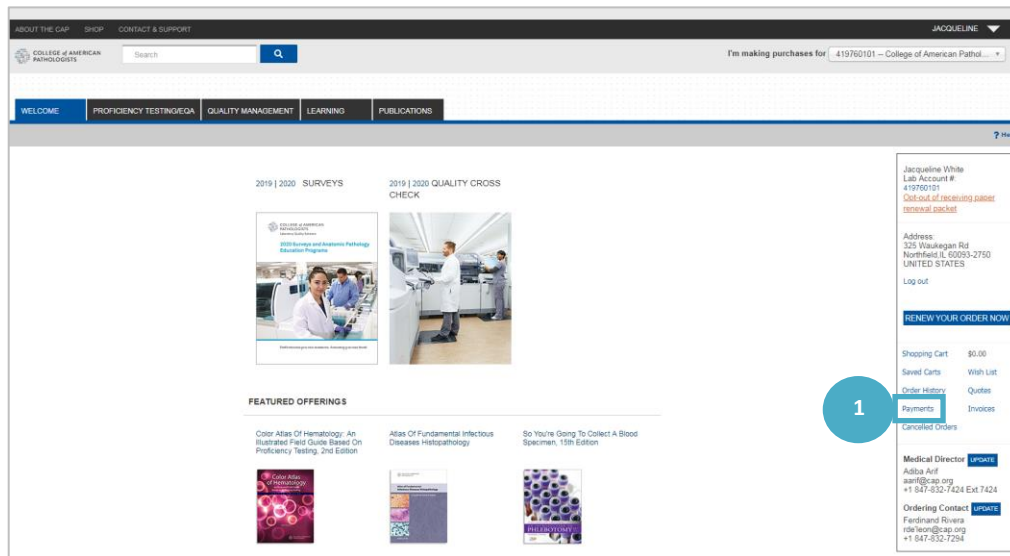 ABOUT THE CAP SHOP CONTACT & SUPPORT JACQUELINE
COLLEGE of AMERICAN
PATHOLOGISTS
Search
I'm making purchases for 419760101 – College of American Pathol...
WELCOME PROFICIENCY TESTING/EQA QUALITY MANAGEMENT LEARNING PUBLICATIONS
? He
2019 | 2020 SURVEYS
2019 | 2020 QUALITY CROSS
CHECK
COLLEGE of AMERICAN
PATHOLOGISTS
2020 Surveys and Anatomic Pathology
Education Programs
FEATURED OFFERINGS
Color Atlas Of Hematology: An
Illustrated Field Guide Based On
Proficiency Testing, 2nd Edition
Atlas Of Fundamental Infectious
Diseases Histopathology
So You're Going To Collect A Blood
Specimen, 15th Edition
Color Atlas
of Hematology
PHLEBOTOMY
Jacqueline White
Lab Account #:
419760101
Opt-out of receiving paper
renewal packet
Address:
325 Waukegan Rd
Northfield,IL 60093-2750
UNITED STATES
Log out
RENEW YOUR ORDER NOW
Shopping Cart $0.00
Saved Carts Wish List
Order History Quotes
1
Payments Invoices
Cancelled Orders
Medical Director UPDATE
Adiba Arif
aarif@cap.org
+1 847-832-7424 Ext.7424
Ordering Contact UPDATE
Ferdinand Rivera
rde'leon@cap.org
+1 847-832-7294